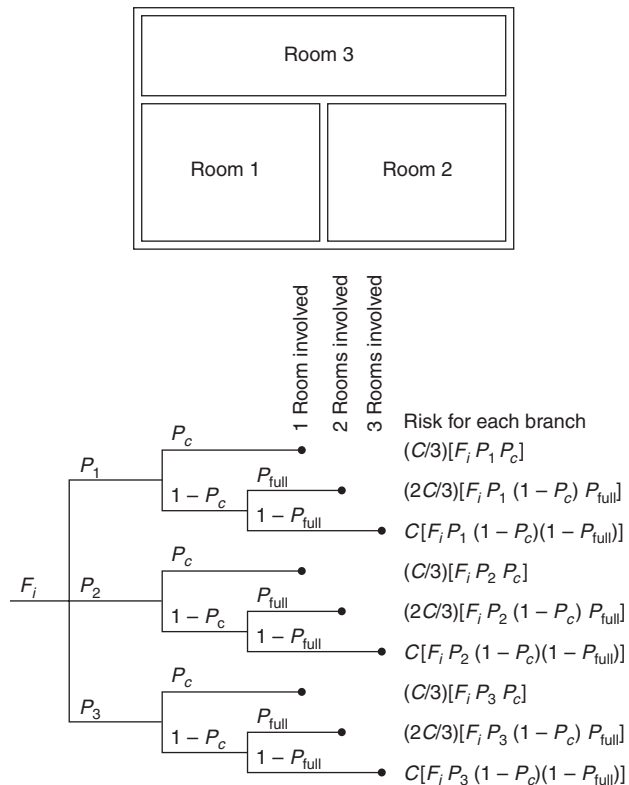 Room 3
Room 1
Room 2
1 Room involved
2 Rooms involved
3 Rooms involved
Risk for each branch
P_c
(C/3)[F_i P_1 P_c]
P_1
P_full
(2C/3)[F_i P_1 (1 – P_c) P_full]
1 – P_c
1 – P_full
C[F_i P_1 (1 – P_c)(1 – P_full)]
P_c
(C/3)[F_i P_2 P_c]
F_i
P_2
P_full
(2C/3)[F_i P_2 (1 – P_c) P_full]
1 – P_c
1 – P_full
C[F_i P_2 (1 – P_c)(1 – P_full)]
P_c
(C/3)[F_i P_3 P_c]
P_3
P_full
(2C/3)[F_i P_3 (1 – P_c) P_full]
1 – P_c
1 – P_full
C[F_i P_3 (1 – P_c)(1 – P_full)]